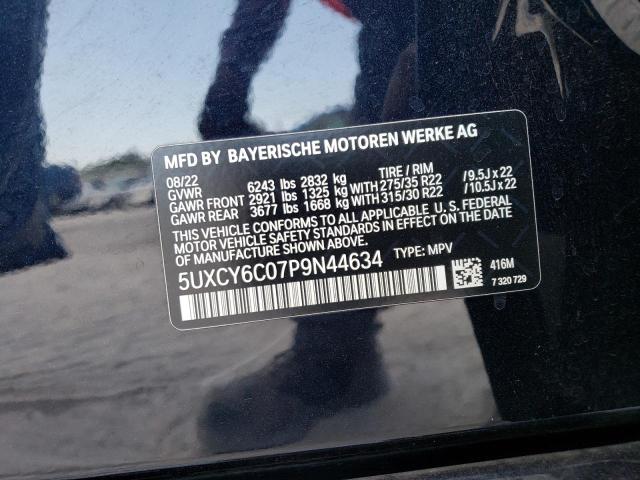 MFD BY BAYERISCHE MOTOREN WERKE AG
08/22 TIRE / RIM
GVWR 6243 lbs 2832 kg
GAWR FRONT 2921 lbs 1325 kg WITH 275/35 R22 /9.5J x 22
GAWR REAR 3677 lbs 1668 kg WITH 315/30 R22 /10.5J x 22
THIS VEHICLE CONFORMS TO ALL APPLICABLE U. S. FEDERAL
MOTOR VEHICLE SAFETY STANDARDS IN EFFECT ON THE DATE
OF MANUFACTURE SHOWN ABOVE.
5UXCY6C07P9N44634 TYPE: MPV
416M
7 320 729